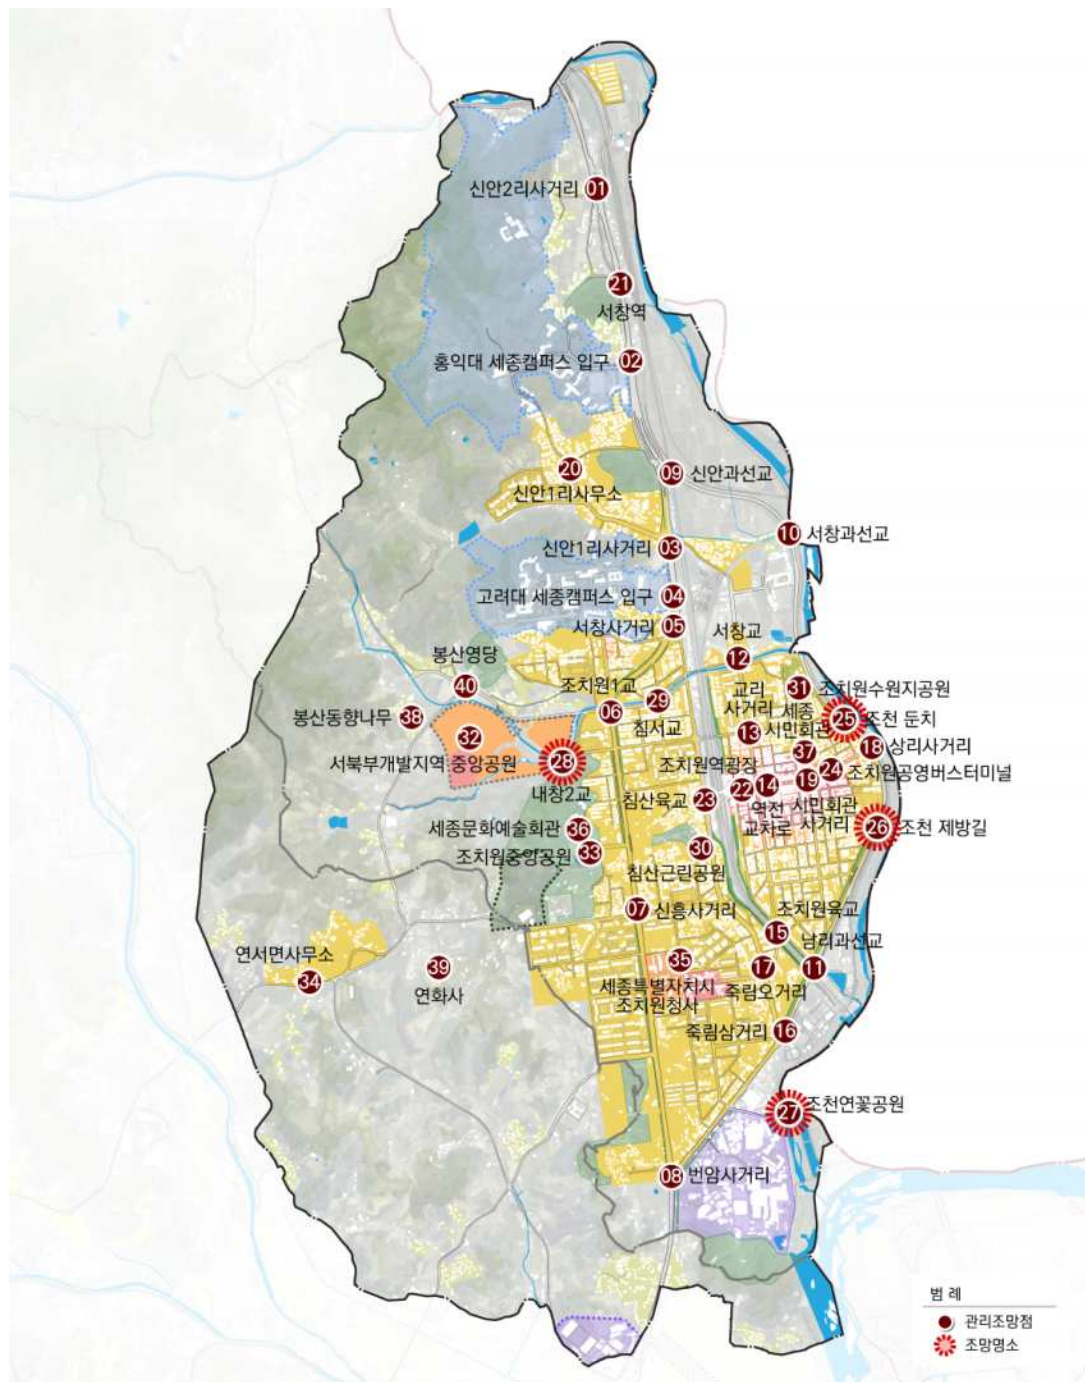 신안2리사거리 01
21
서창역
홍익대 세종캠퍼스 입구 02
20
신안1리사무소
09 신안과선교
10 서창과선교
신안1리사거리 03
고려대 세종캠퍼스 입구 04
서창사거리 05
서창교
12
봉산영당
40
조치원1교
06
29
침서교
교리
사거리
13
31 조치원수원지공원
세종
시민회관
37
25 조천 둔치
봉산동향나무 38
32
서북부개발지역 중앙공원
28
내창2교
18 상리사거리
조치원역광장
22
14
역전
교차로
24 조치원공영버스터미널
19
시민회관
사거리
침산육교 23
26 조천 제방길
세종문화예술회관 36
조치원중앙공원 33
30
침산근린공원
07 신흥사거리
조치원육교
15
남리과선교
11
연서면사무소
34
39
연화사
35
세종특별자치시
조치원청사
17
죽림오거리
죽림삼거리 16
27 조천연꽃공원
08 번암사거리
범 례
관리조망점
조망명소